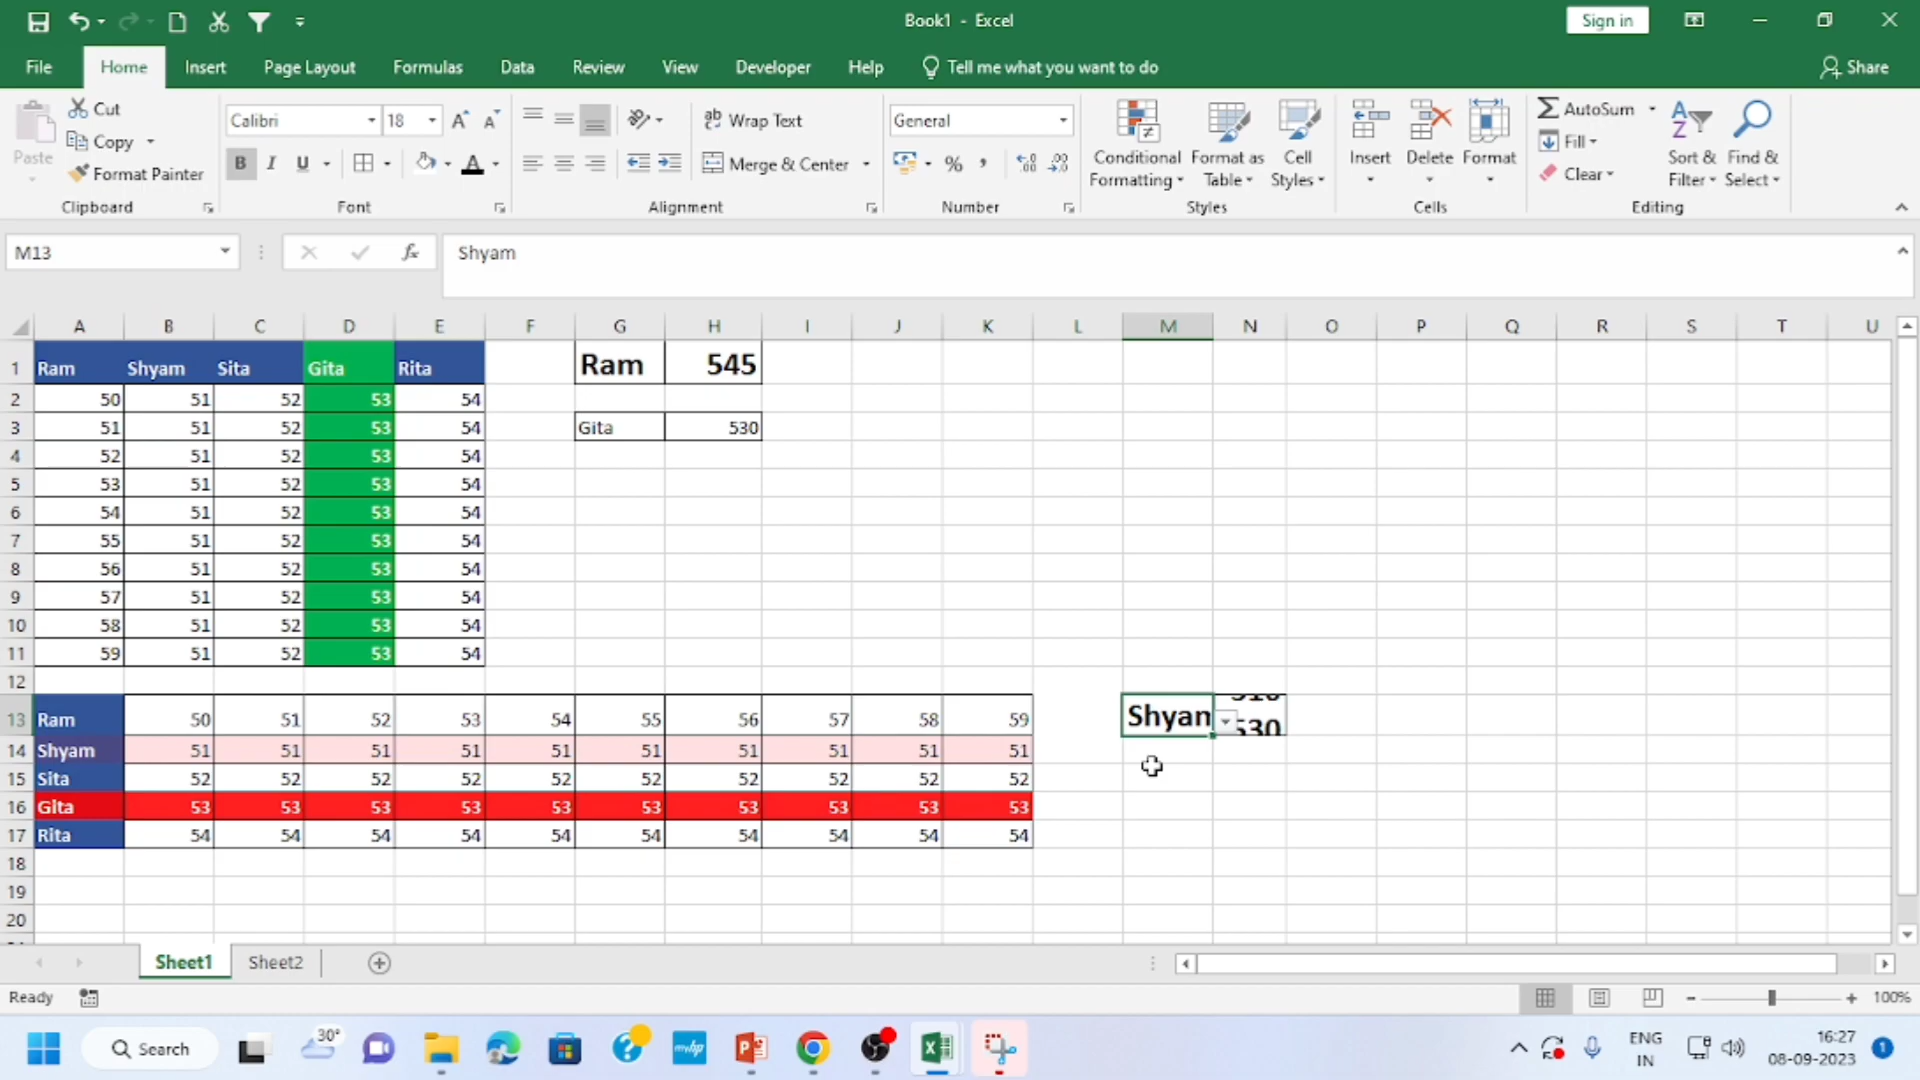 Book1 - Excel
Sign in
File Home Insert Page Layout Formulas Data Review View Developer Help Tell me what you want to do Share
Paste
Cut
Copy
Format Painter
Clipboard
Calibri 18
B I U
Font
Wrap Text
Merge & Center
Alignment
General
% ,
Number
Conditional Formatting
Format as Table
Cell Styles
Styles
Insert Delete Format
Cells
AutoSum
Fill
Clear
Sort & Filter
Find & Select
Editing
M13 fx Shyam
A B C D E F G H I J K L M N O P Q R S T U
1 Ram Shyam Sita Gita Rita Ram 545
2 50 51 52 53 54
3 51 51 52 53 54 Gita 530
4 52 51 52 53 54
5 53 51 52 53 54
6 54 51 52 53 54
7 55 51 52 53 54
8 56 51 52 53 54
9 57 51 52 53 54
10 58 51 52 53 54
11 59 51 52 53 54
12
13 Ram 50 51 52 53 54 55 56 57 58 59 Shyam 530
14 Shyam 51 51 51 51 51 51 51 51 51 51
15 Sita 52 52 52 52 52 52 52 52 52 52
16 Gita 53 53 53 53 53 53 53 53 53 53
17 Rita 54 54 54 54 54 54 54 54 54 54
18
19
20
Sheet1 Sheet2
Ready 100%
30°
Search
ENG
IN
16:27
08-09-2023
1